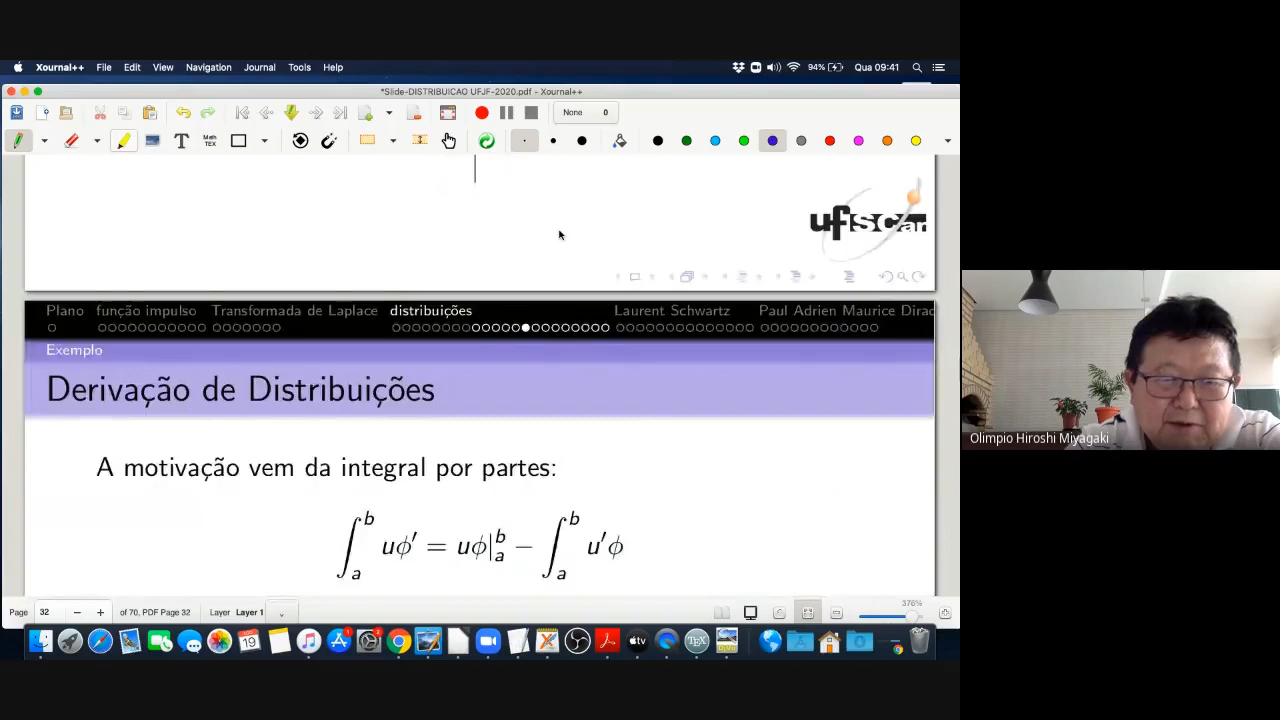 Xournal++ File Edit View Navigation Journal Tools Help 94% Qua 09:41
*Slide-DISTRIBUICAO UFJF-2020.pdf - Xournal++
None 0
T Math TEX
ufscar
Plano função impulso Transformada de Laplace distribuições Laurent Schwartz Paul Adrien Maurice Dirac
Exemplo
Derivação de Distribuições
A motivação vem da integral por partes:
∫_a^b uϕ′ = uϕ|_a^b − ∫_a^b u′ϕ
Page 32 of 70, PDF Page 32 Layer Layer 1 376%
Olimpio Hiroshi Miyagaki